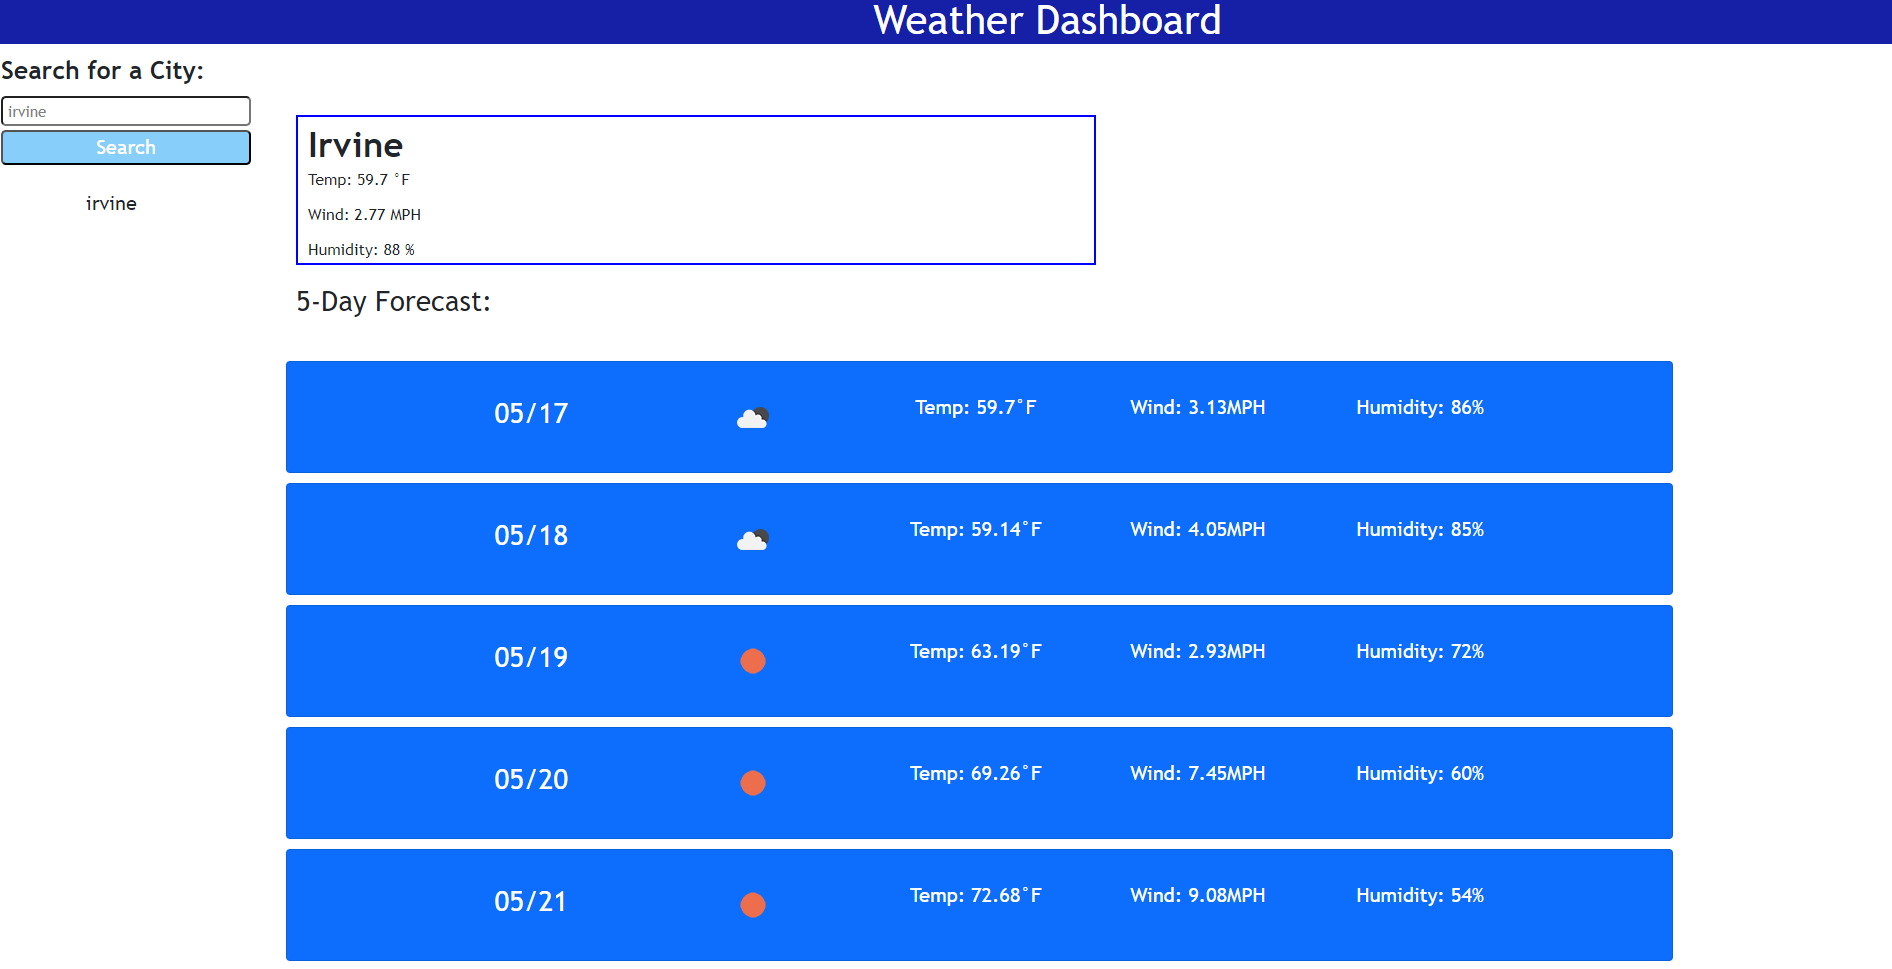 Weather Dashboard
Search for a City:
irvine
Search
irvine
Irvine
Temp: 59.7 °F
Wind: 2.77 MPH
Humidity: 88 %
5-Day Forecast:
05/17 Temp: 59.7°F Wind: 3.13MPH Humidity: 86%
05/18 Temp: 59.14°F Wind: 4.05MPH Humidity: 85%
05/19 Temp: 63.19°F Wind: 2.93MPH Humidity: 72%
05/20 Temp: 69.26°F Wind: 7.45MPH Humidity: 60%
05/21 Temp: 72.68°F Wind: 9.08MPH Humidity: 54%